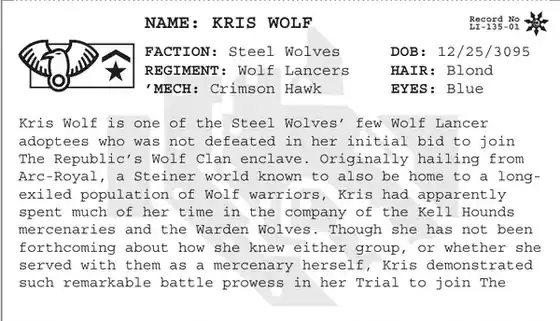 NAME: KRIS WOLF
Record No
LI-135-01
FACTION: Steel Wolves
DOB: 12/25/3095
REGIMENT: Wolf Lancers
HAIR: Blond
’MECH: Crimson Hawk
EYES: Blue
Kris Wolf is one of the Steel Wolves’ few Wolf Lancer
adoptees who was not defeated in her initial bid to join
The Republic’s Wolf Clan enclave. Originally hailing from
Arc-Royal, a Steiner world known to also be home to a long-
exiled population of Wolf warriors, Kris had apparently
spent much of her time in the company of the Kell Hounds
mercenaries and the Warden Wolves. Though she has not been
forthcoming about how she knew either group, or whether she
served with them as a mercenary herself, Kris demonstrated
such remarkable battle prowess in her Trial to join The